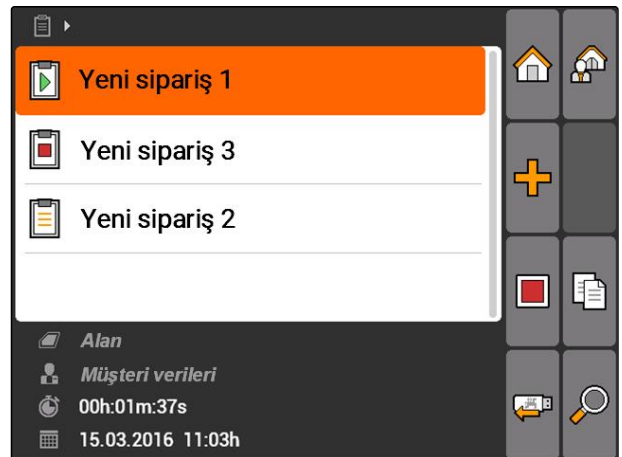 Yeni sipariş 1
Yeni sipariş 3
Yeni sipariş 2
Alan
Müşteri verileri
00h:01m:37s
15.03.2016 11:03h